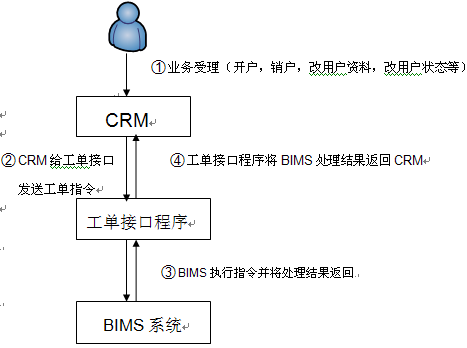 ①业务受理（开户，销户，改用户资料，改用户状态等）
CRM
②CRM给工单接口
发送工单指令
④工单接口程序将BIMS处理结果返回CRM
工单接口程序
③BIMS执行指令并将处理结果返回.
BIMS系统